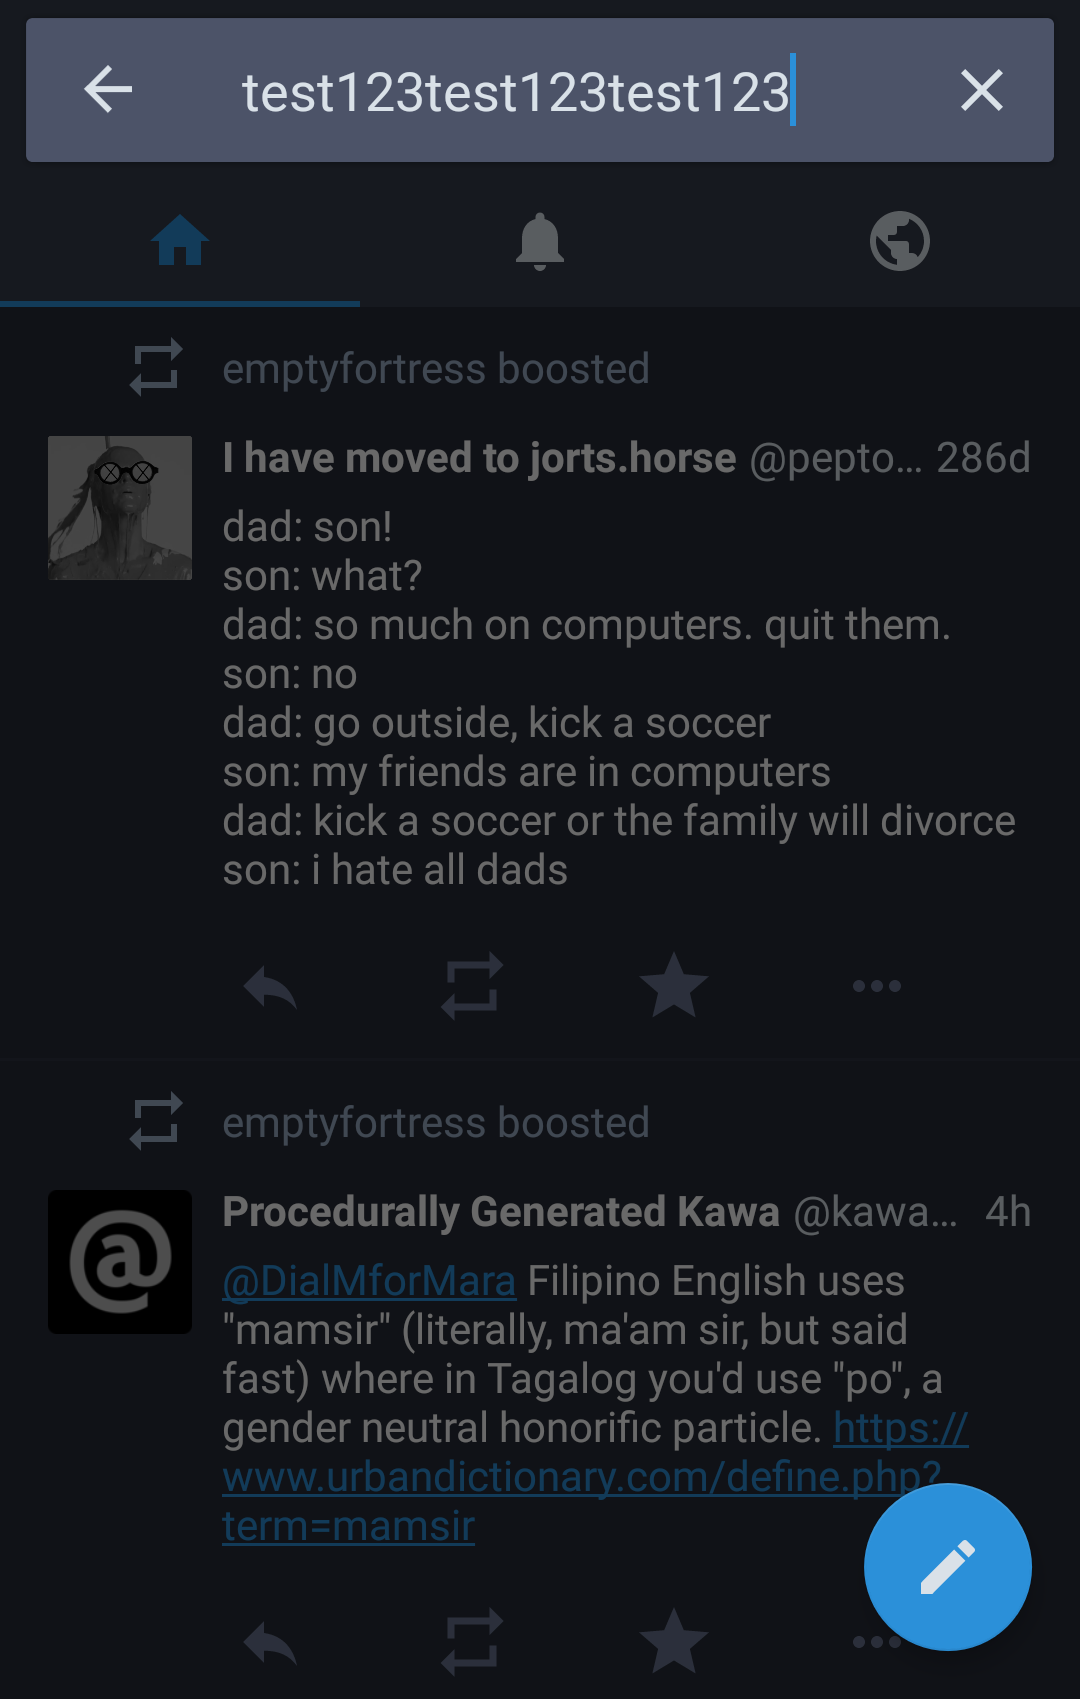 test123test123test123
emptyfortress boosted
I have moved to jorts.horse @pepto... 286d
dad: son!
son: what?
dad: so much on computers. quit them.
son: no
dad: go outside, kick a soccer
son: my friends are in computers
dad: kick a soccer or the family will divorce
son: i hate all dads
emptyfortress boosted
Procedurally Generated Kawa @kawa... 4h
@DialMforMara Filipino English uses
"mamsir" (literally, ma'am sir, but said
fast) where in Tagalog you'd use "po", a
gender neutral honorific particle. https://
www.urbandictionary.com/define.php?
term=mamsir